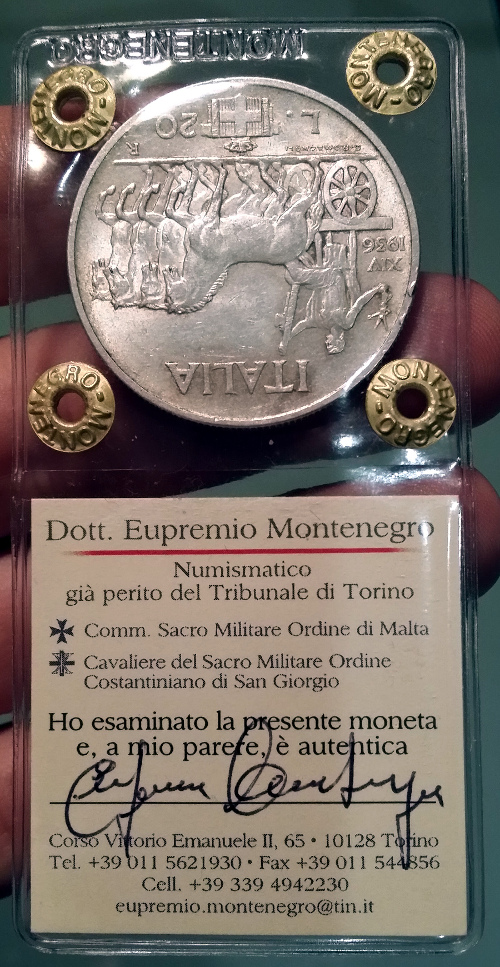 MONTENEGRO
MONTENEGRO
MONTENEGRO
L. 20
G. ROMAGNOLI
R
1936
XIV
ITALIA
MONTENEGRO
MONTENEGRO
Dott. Eupremio Montenegro
Numismatico
già perito del Tribunale di Torino
Comm. Sacro Militare Ordine di Malta
Cavaliere del Sacro Militare Ordine
Costantiniano di San Giorgio
Ho esaminato la presente moneta
e, a mio parere, è autentica
Corso Vittorio Emanuele II, 65 • 10128 Torino
Tel. +39 011 5621930 • Fax +39 011 544856
Cell. +39 339 4942230
eupremio.montenegro@tin.it